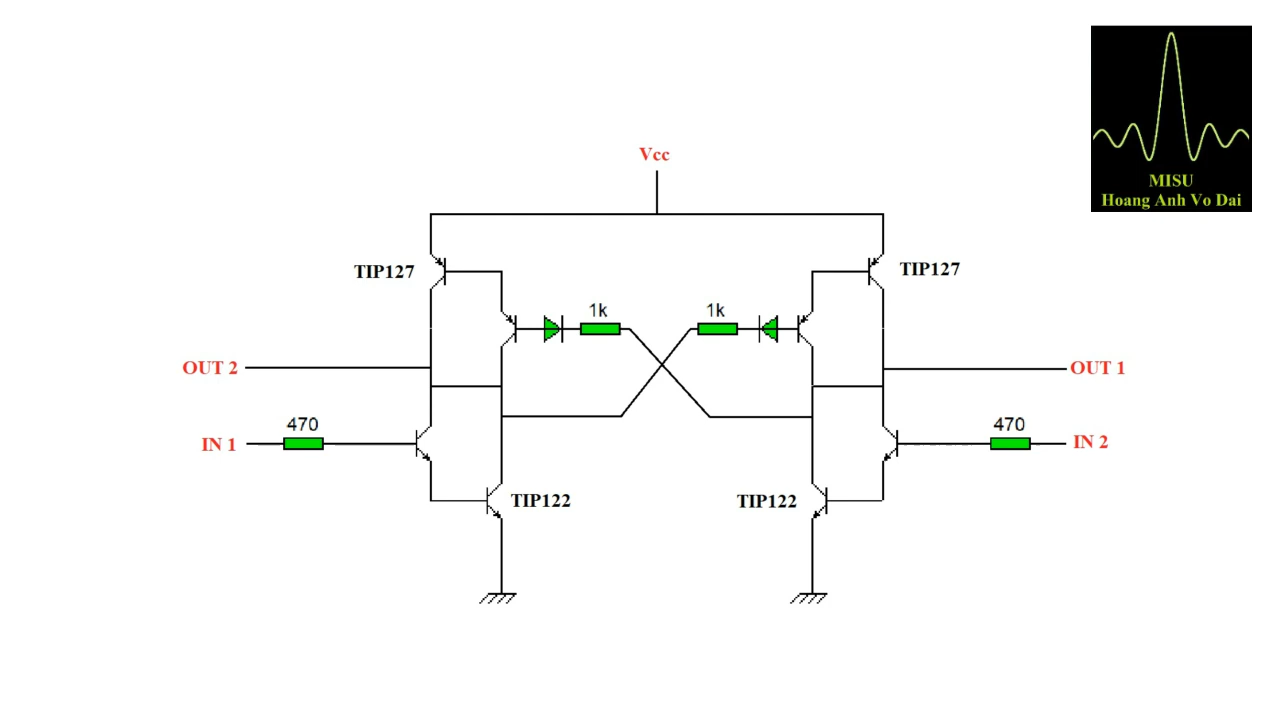 MISU
Hoang Anh Vo Dai
Vcc
TIP127
TIP127
1k
1k
OUT 2
OUT 1
470
470
IN 1
IN 2
TIP122
TIP122